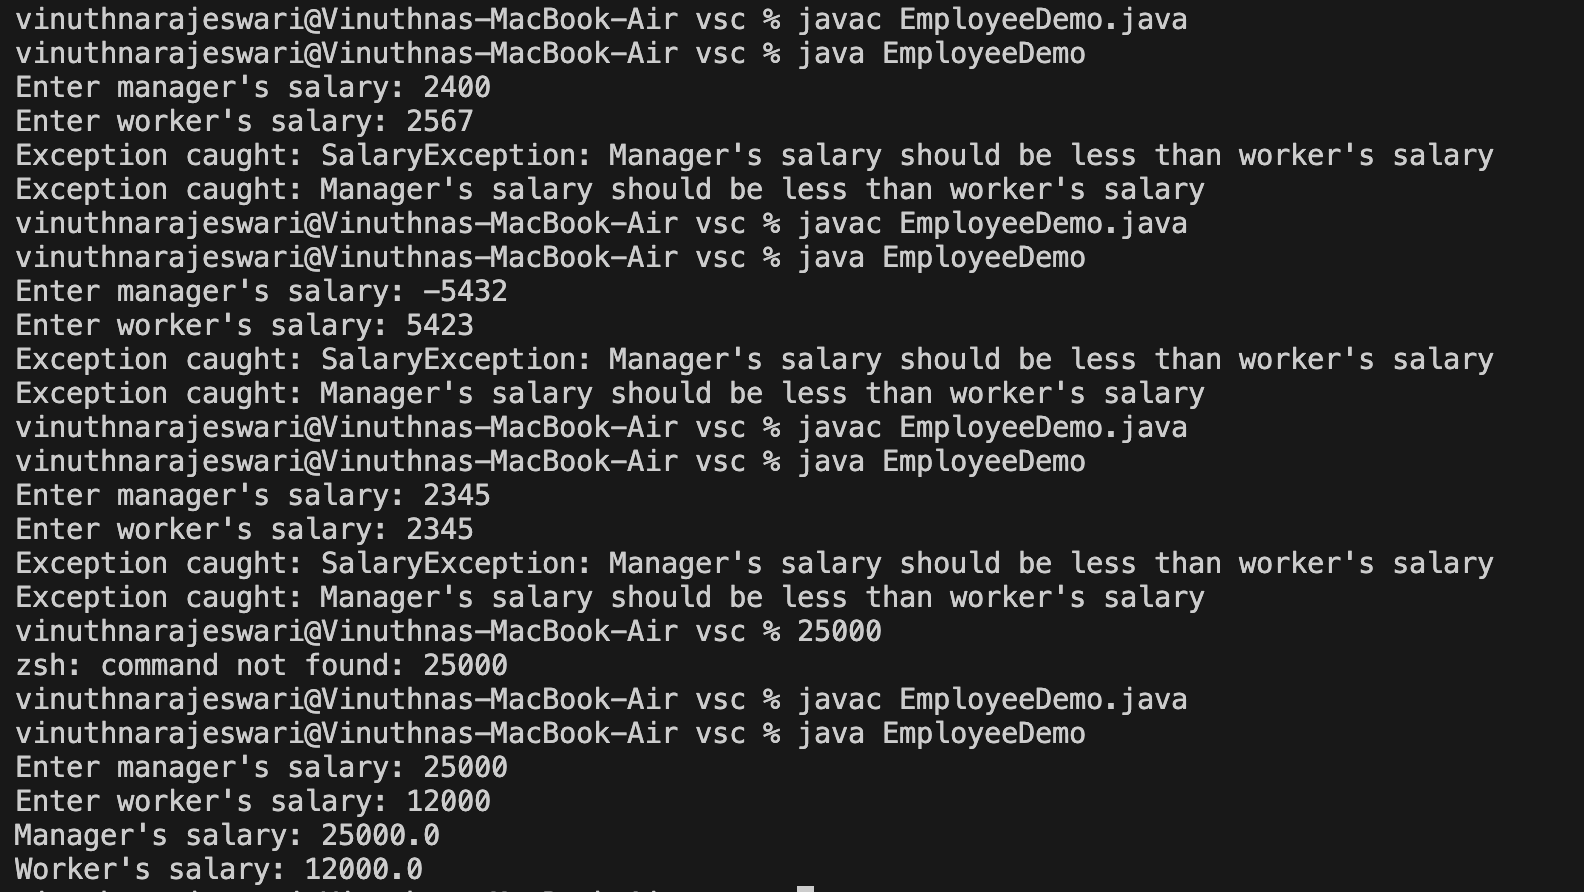 vinuthnarajeswari@Vinuthnas-MacBook-Air vsc % javac EmployeeDemo.java
vinuthnarajeswari@Vinuthnas-MacBook-Air vsc % java EmployeeDemo
Enter manager's salary: 2400
Enter worker's salary: 2567
Exception caught: SalaryException: Manager's salary should be less than worker's salary
Exception caught: Manager's salary should be less than worker's salary
vinuthnarajeswari@Vinuthnas-MacBook-Air vsc % javac EmployeeDemo.java
vinuthnarajeswari@Vinuthnas-MacBook-Air vsc % java EmployeeDemo
Enter manager's salary: -5432
Enter worker's salary: 5423
Exception caught: SalaryException: Manager's salary should be less than worker's salary
Exception caught: Manager's salary should be less than worker's salary
vinuthnarajeswari@Vinuthnas-MacBook-Air vsc % javac EmployeeDemo.java
vinuthnarajeswari@Vinuthnas-MacBook-Air vsc % java EmployeeDemo
Enter manager's salary: 2345
Enter worker's salary: 2345
Exception caught: SalaryException: Manager's salary should be less than worker's salary
Exception caught: Manager's salary should be less than worker's salary
vinuthnarajeswari@Vinuthnas-MacBook-Air vsc % 25000
zsh: command not found: 25000
vinuthnarajeswari@Vinuthnas-MacBook-Air vsc % javac EmployeeDemo.java
vinuthnarajeswari@Vinuthnas-MacBook-Air vsc % java EmployeeDemo
Enter manager's salary: 25000
Enter worker's salary: 12000
Manager's salary: 25000.0
Worker's salary: 12000.0